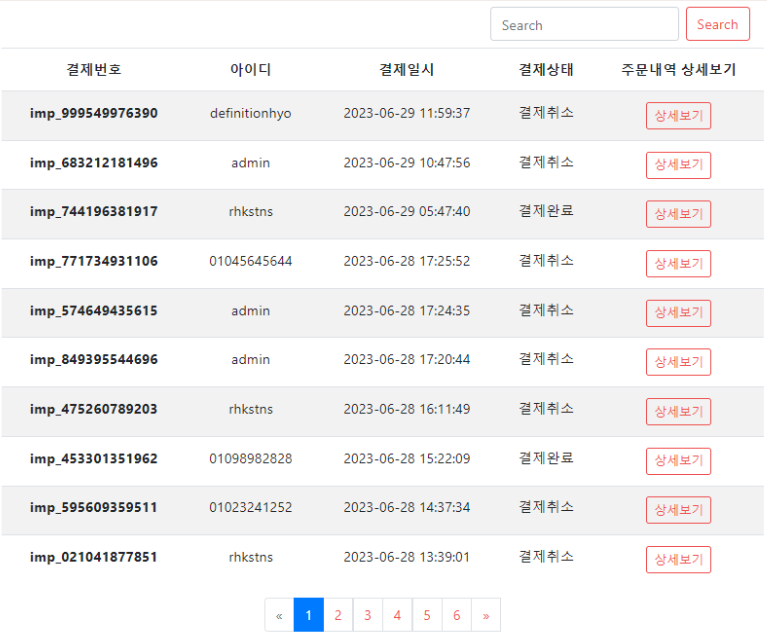 Search Search
결제번호 아이디 결제일시 결제상태 주문내역 상세보기
imp_999549976390 definitionhyo 2023-06-29 11:59:37 결제취소 상세보기
imp_683212181496 admin 2023-06-29 10:47:56 결제취소 상세보기
imp_744196381917 rhkstns 2023-06-29 05:47:40 결제완료 상세보기
imp_771734931106 01045645644 2023-06-28 17:25:52 결제취소 상세보기
imp_574649435615 admin 2023-06-28 17:24:35 결제취소 상세보기
imp_849395544696 admin 2023-06-28 17:20:44 결제취소 상세보기
imp_475260789203 rhkstns 2023-06-28 16:11:49 결제취소 상세보기
imp_453301351962 01098982828 2023-06-28 15:22:09 결제완료 상세보기
imp_595609359511 01023241252 2023-06-28 14:37:34 결제취소 상세보기
imp_021041877851 rhkstns 2023-06-28 13:39:01 결제취소 상세보기
« 1 2 3 4 5 6 »